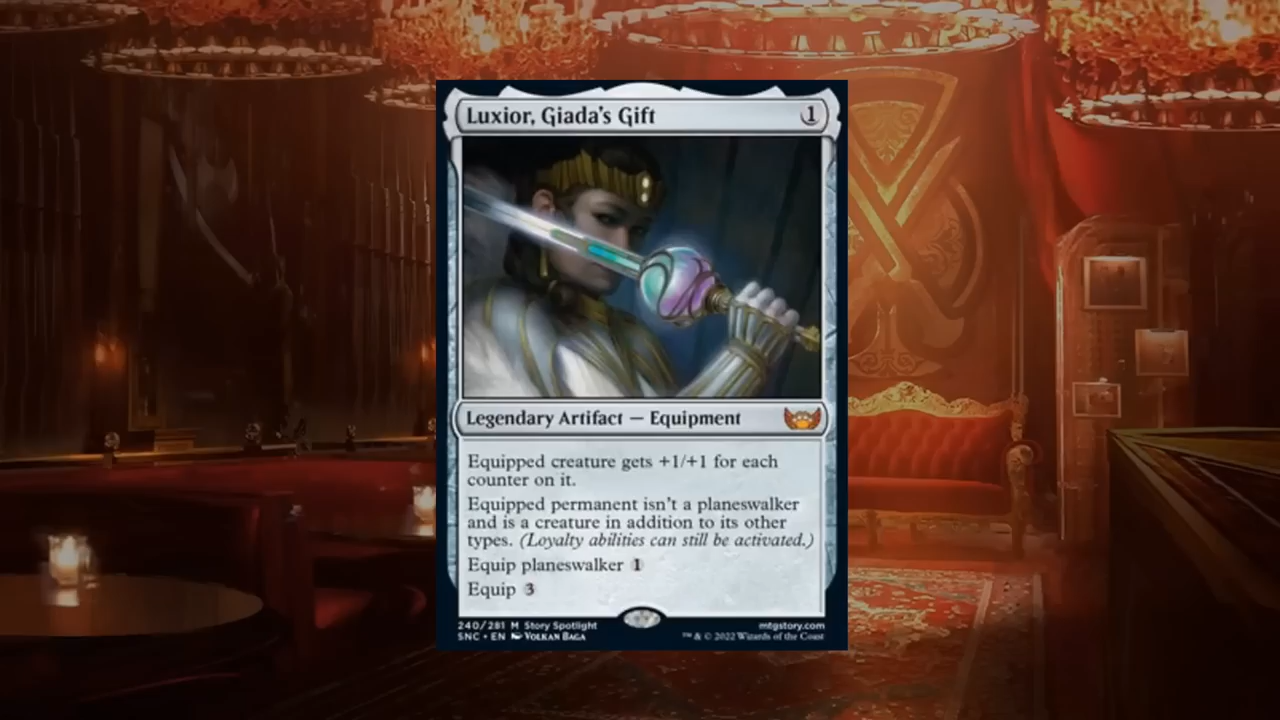 Luxior, Giada's Gift 1
Legendary Artifact — Equipment
Equipped creature gets +1/+1 for each
counter on it.
Equipped permanent isn't a planeswalker
and is a creature in addition to its other
types. (Loyalty abilities can still be activated.)
Equip planeswalker 1
Equip 3
240/281 M Story Spotlight mtgstory.com
SNC • EN Volkan Baga ™ & © 2022 Wizards of the Coast